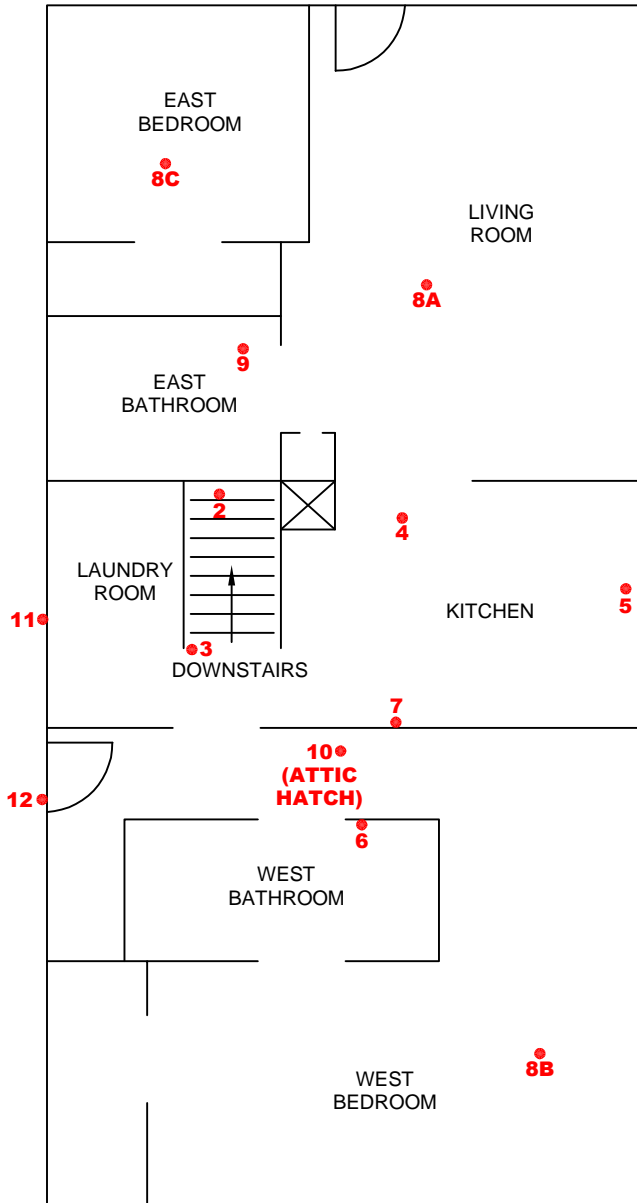 EAST
BEDROOM
8C
LIVING
ROOM
8A
9
EAST
BATHROOM
2
4
LAUNDRY
ROOM
5
KITCHEN
11
3
DOWNSTAIRS
7
10
(ATTIC
HATCH)
12
6
WEST
BATHROOM
8B
WEST
BEDROOM